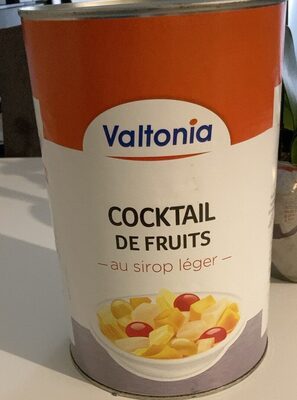 Valtonia
COCKTAIL
DE FRUITS
au sirop léger